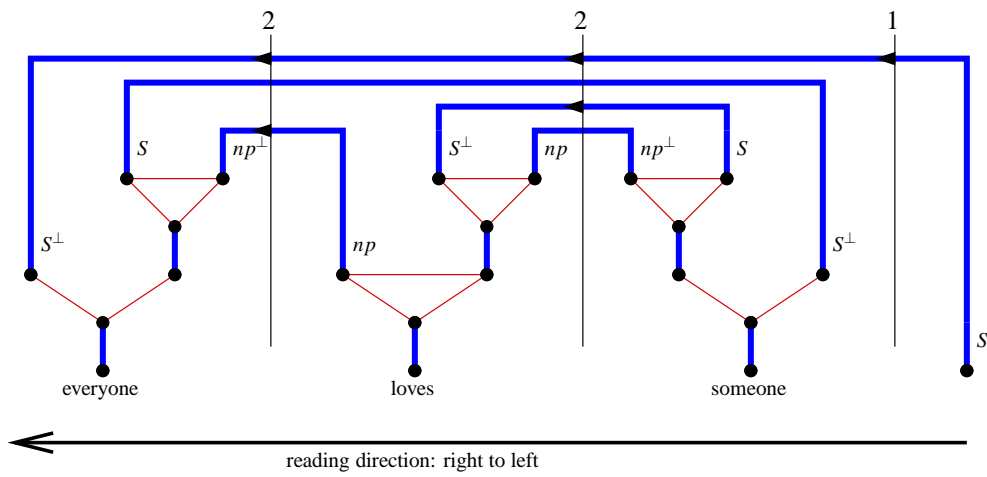 2 2 1
S np⊥ S⊥ np np⊥ S
S⊥ np S⊥
S
everyone loves someone
reading direction: right to left